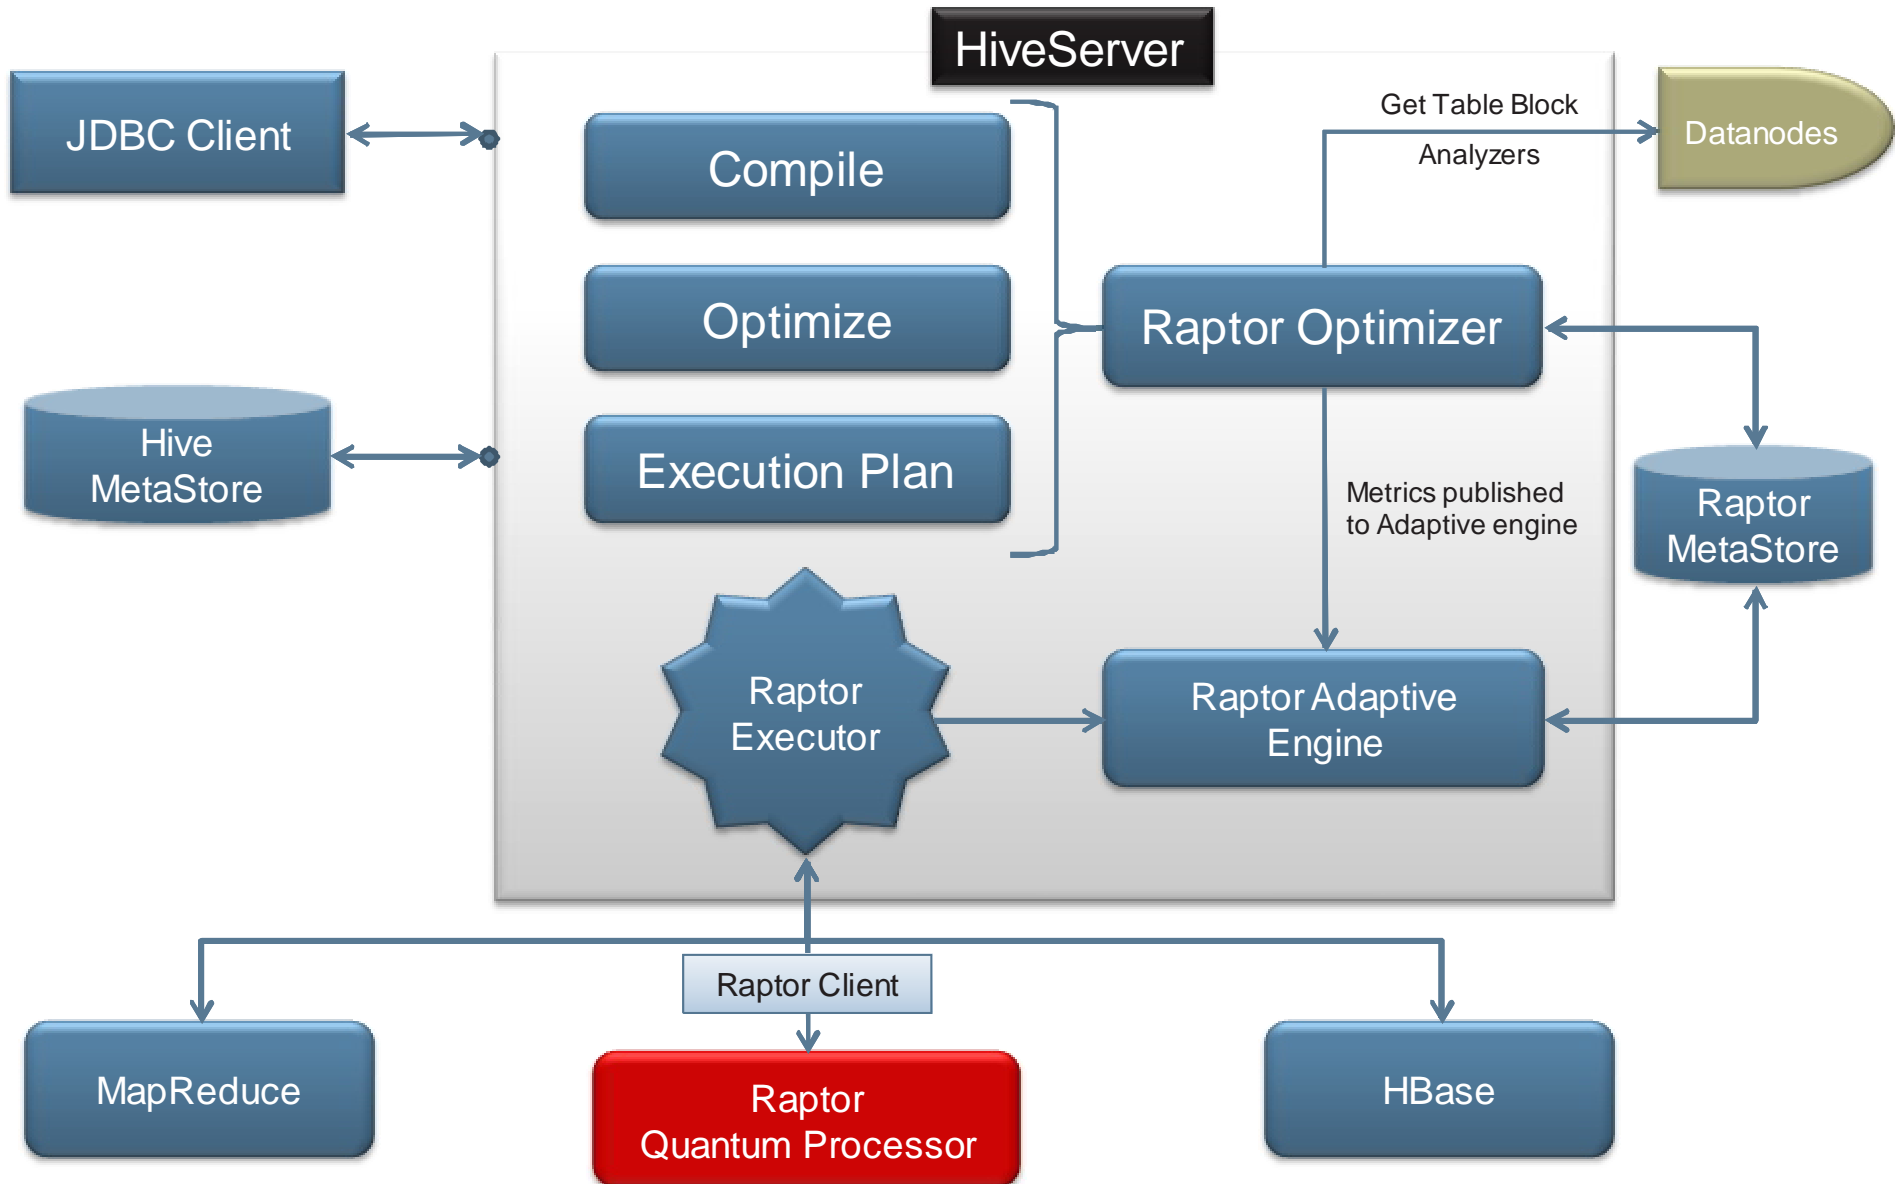 HiveServer
JDBC Client
Compile
Get Table Block
Analyzers
Datanodes
Optimize
Raptor Optimizer
Hive
MetaStore
Execution Plan
Metrics published
to Adaptive engine
Raptor
MetaStore
Raptor
Executor
Raptor Adaptive
Engine
Raptor Client
MapReduce
Raptor
Quantum Processor
HBase